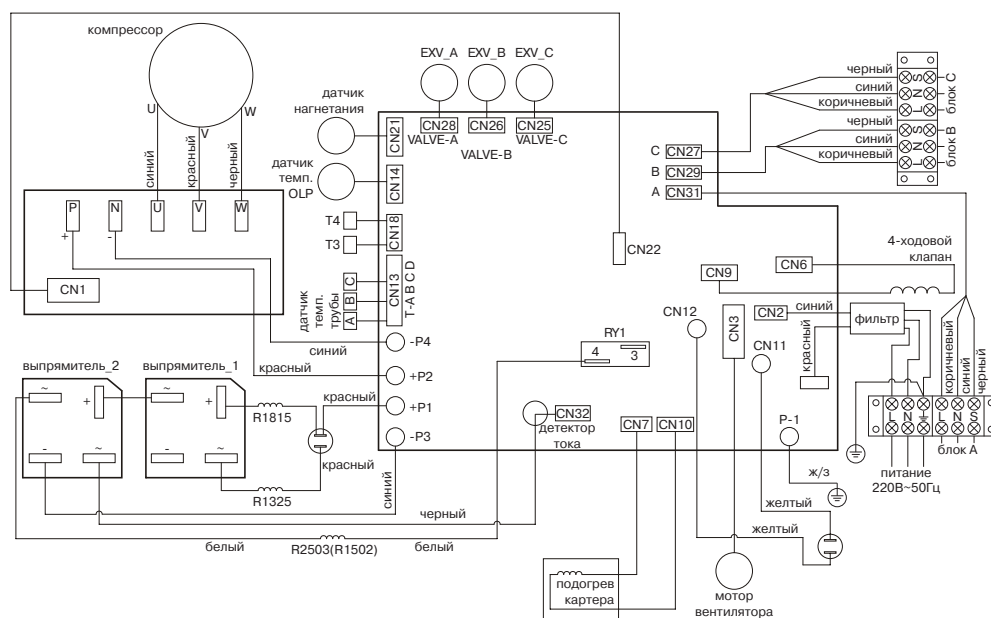 компрессор
U
V
W
синий
красный
черный
P
+
N
-
U
V
W
CN1
датчик
нагнетания
CN21
датчик
темп.
OLP
CN14
T4
T3
CN18
C
B
A
датчик
темп.
трубы
CN13
T-A B C D
EXV_A
EXV_B
EXV_C
CN28
VALVE-A
CN26
VALVE-B
CN25
VALVE-C
C
CN27
B
CN29
A
CN31
черный
синий
коричневый
черный
синий
коричневый
S
N
L
S
N
L
блок C
блок B
CN22
4-ходовой
клапан
CN6
CN9
CN3
CN2
синий
фильтр
красный
коричневый
синий
черный
CN12
CN11
RY1
4
3
-P4
синий
+P2
красный
+P1
красный
-P3
синий
выпрямитель_2
~
+
-
~
выпрямитель_1
~
+
-
~
R1815
красный
R1325
CN32
детектор
тока
CN7
CN10
P-1
ж/з
L
N
L
N
S
питание
220В~50Гц
блок A
черный
желтый
желтый
белый
R2503(R1502)
белый
подогрев
картера
мотор
вентилятора